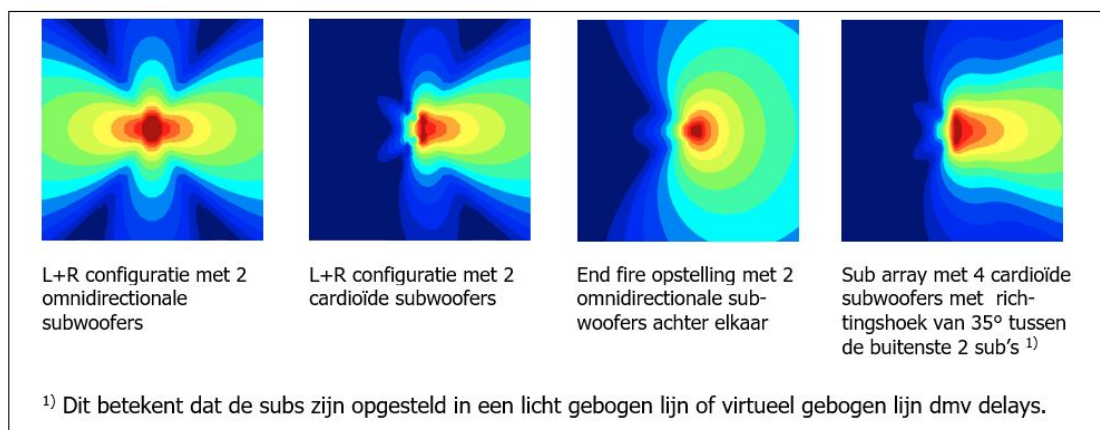 L+R configuratie met 2
omnidirectionale
subwoofers
L+R configuratie met 2
cardioïde subwoofers
End fire opstelling met 2
omnidirectionale sub-
woofers achter elkaar
Sub array met 4 cardioïde
subwoofers met rich-
tingshoek van 35º tussen
de buitenste 2 sub's 1)
1) Dit betekent dat de subs zijn opgesteld in een licht gebogen lijn of virtueel gebogen lijn dmv delays.